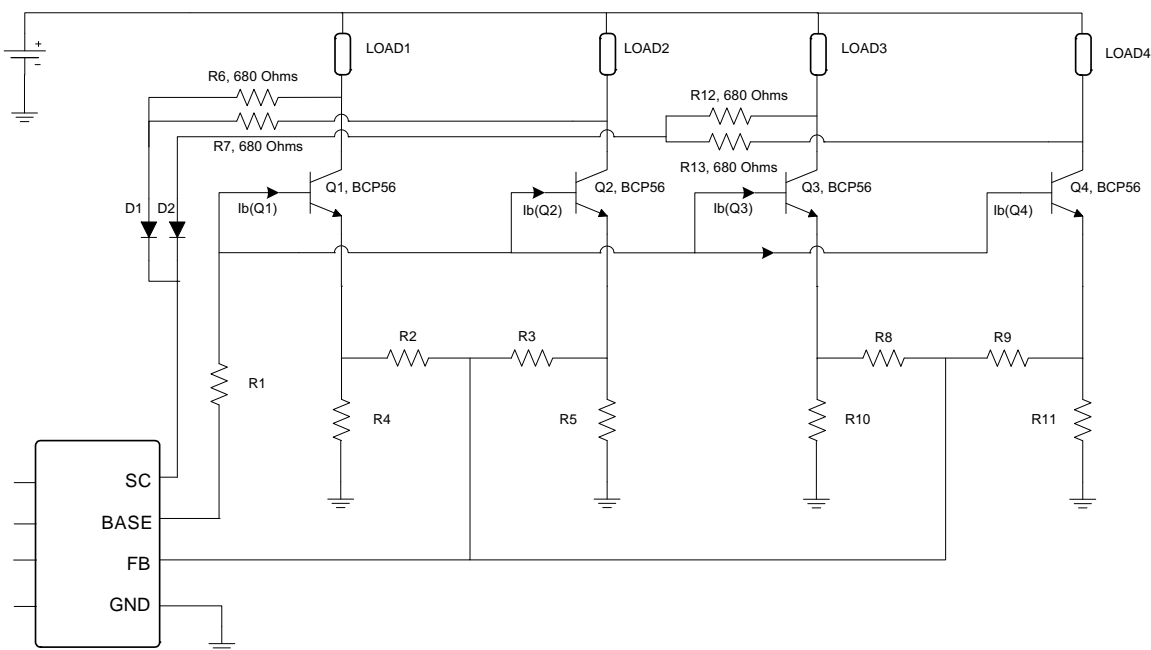 LOAD1
LOAD2
LOAD3
LOAD4
+
-
R6, 680 Ohms
R7, 680 Ohms
R12, 680 Ohms
R13, 680 Ohms
Q1, BCP56
Q2, BCP56
Q3, BCP56
Q4, BCP56
D1
D2
Ib(Q1)
Ib(Q2)
Ib(Q3)
Ib(Q4)
R2
R3
R8
R9
R1
R4
R5
R10
R11
SC
BASE
FB
GND